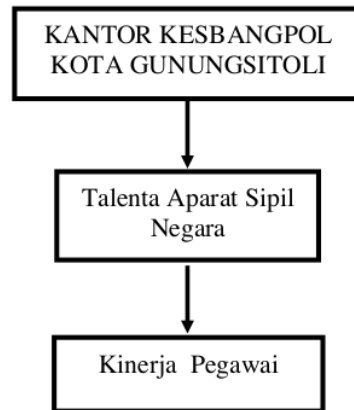 KANTOR KESBANGPOL
KOTA GUNUNGSITOLI
Talenta Aparat Sipil
Negara
Kinerja Pegawai